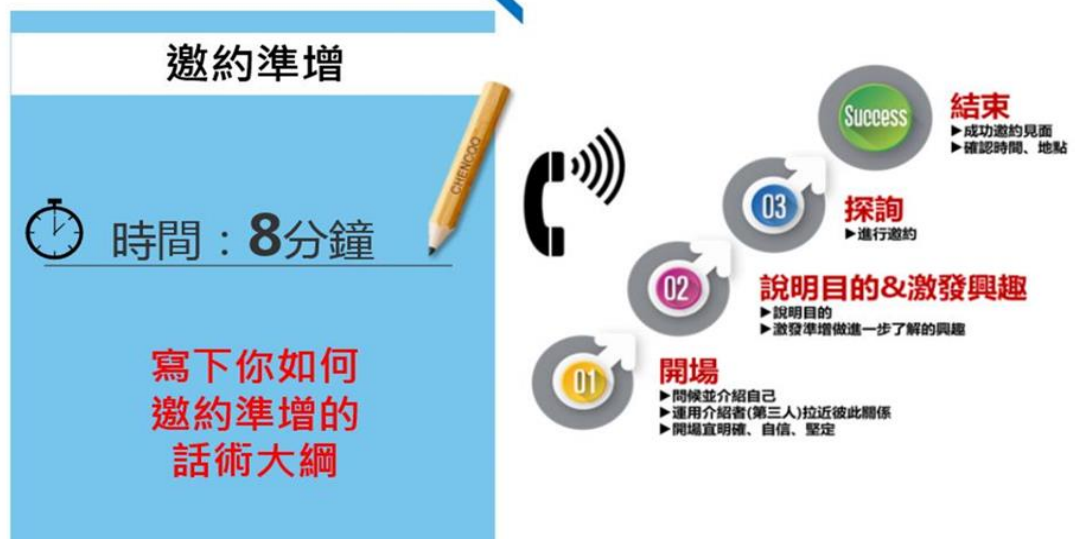 邀約準增
CHENCOO
時間：8分鐘
寫下你如何
邀約準增的
話術大綱
Success
結束
▶成功邀約見面
▶確認時間、地點
03
探詢
▶進行邀約
02
說明目的&激發興趣
▶說明目的
▶激發準增做進一步了解的興趣
01
開場
▶問候並介紹自己
▶運用介紹者(第三人)拉近彼此關係
▶開場宜明確、自信、堅定